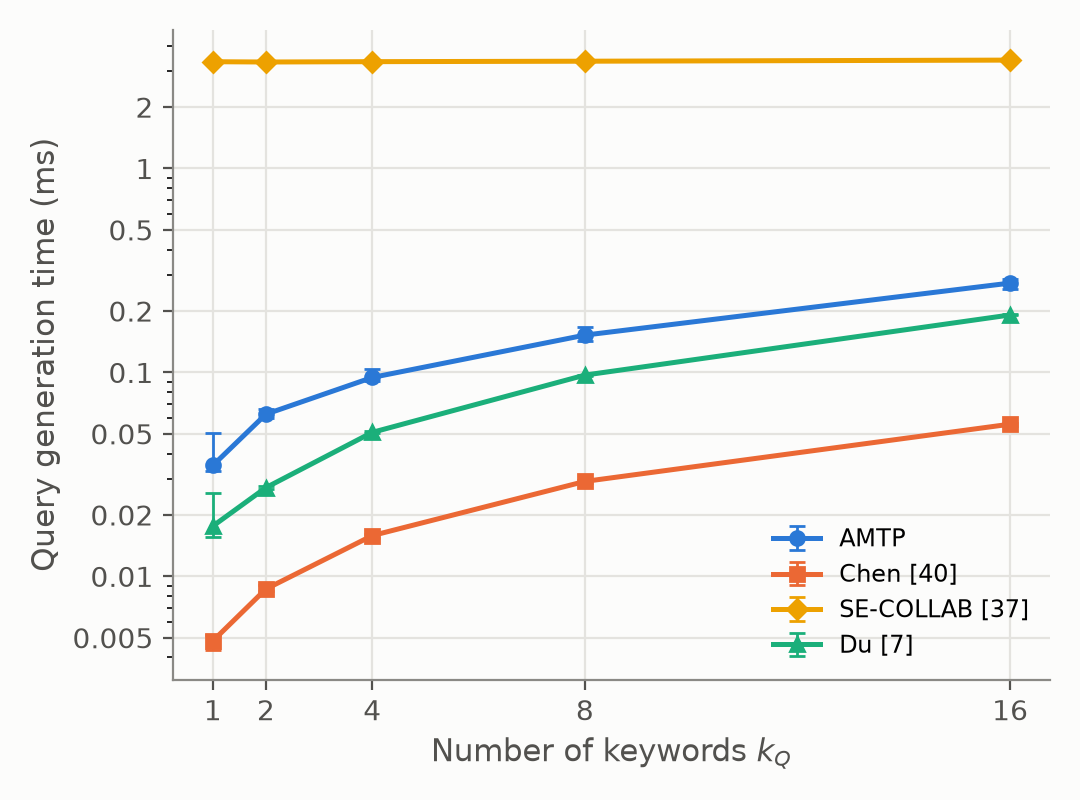 Query generation time (ms)
2
1
0.5
0.2
0.1
0.05
0.02
0.01
0.005
1 2 4 8 16
Number of keywords k_Q
AMTP
Chen [40]
SE-COLLAB [37]
Du [7]